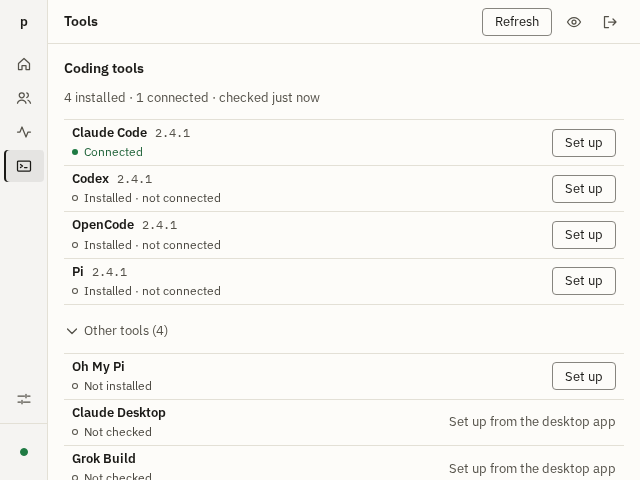 p
Tools
Refresh
Coding tools
4 installed · 1 connected · checked just now
Claude Code 2.4.1
Connected
Set up
Codex 2.4.1
Installed · not connected
Set up
OpenCode 2.4.1
Installed · not connected
Set up
Pi 2.4.1
Installed · not connected
Set up
Other tools (4)
Oh My Pi
Not installed
Set up
Claude Desktop
Not checked
Set up from the desktop app
Grok Build
Not checked
Set up from the desktop app